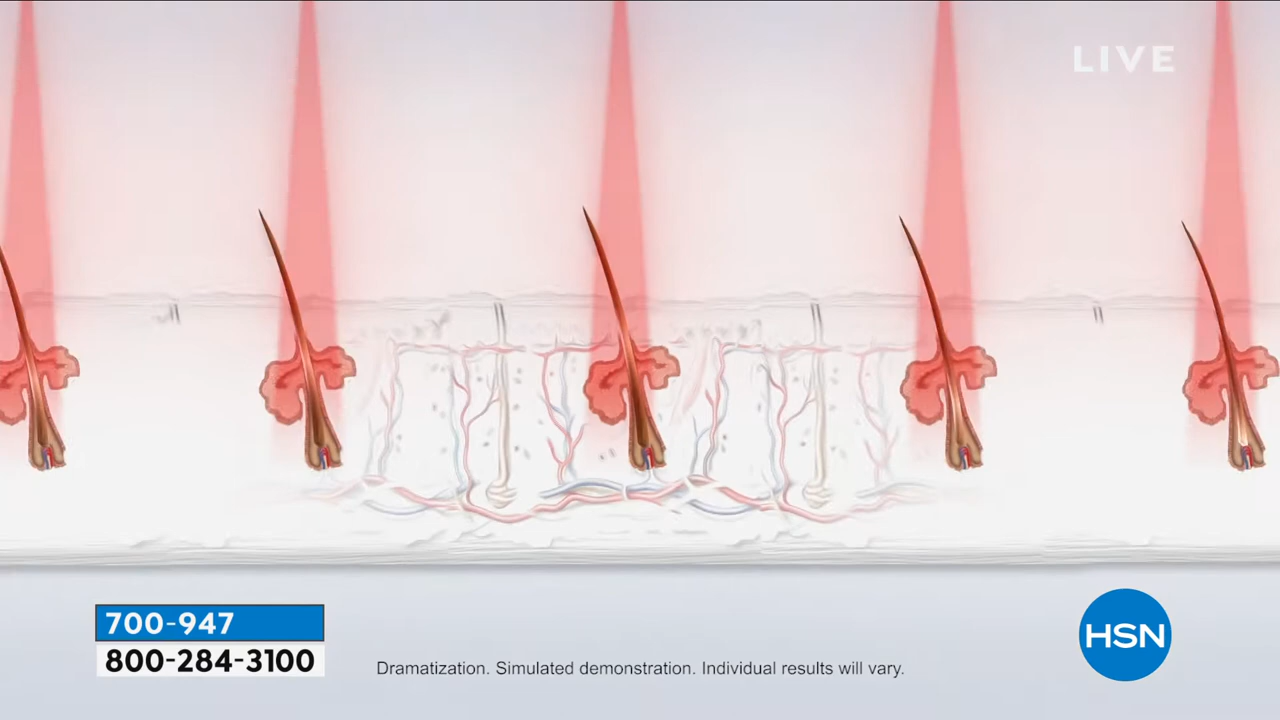 LIVE
700-947
800-284-3100
Dramatization. Simulated demonstration. Individual results will vary.
HSN